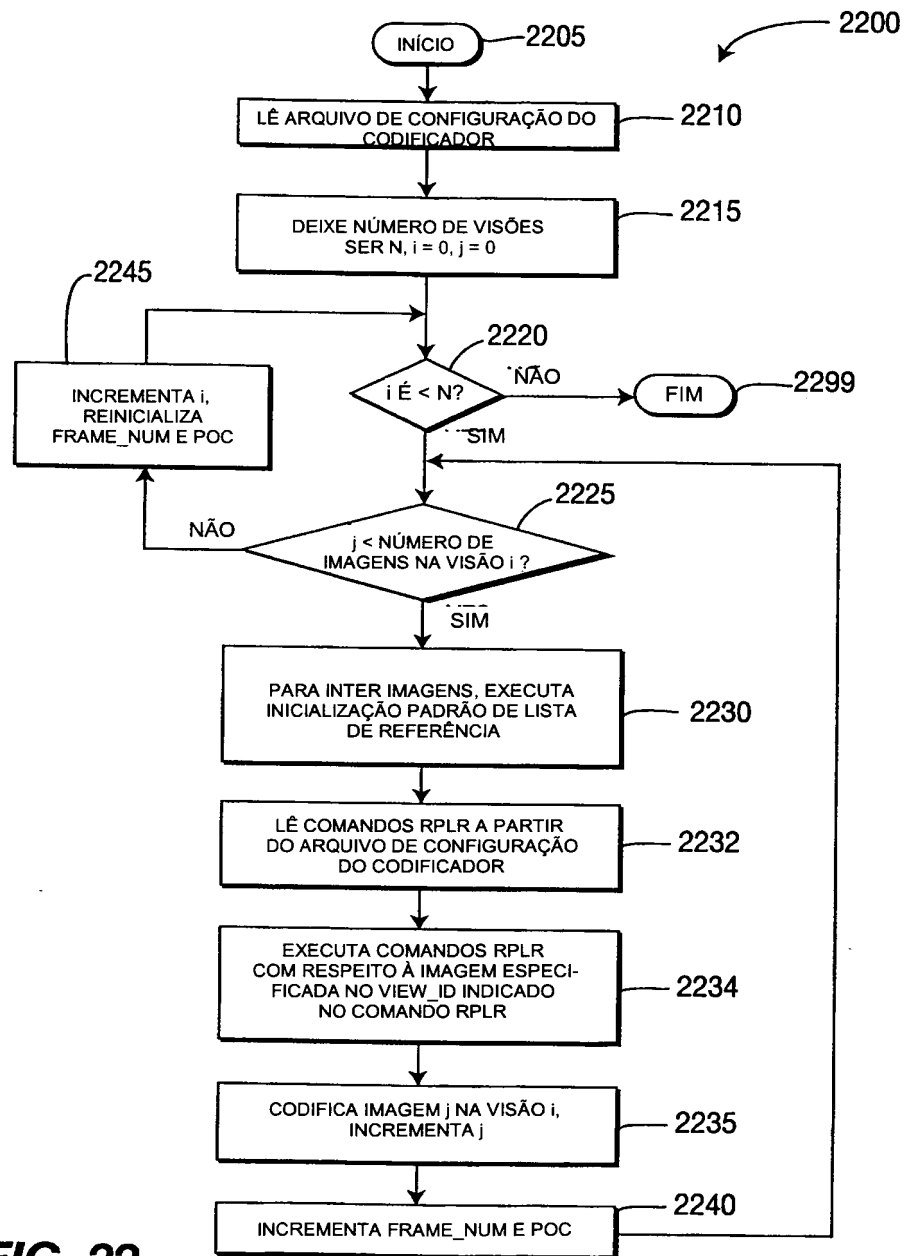 2200
INÍCIO
2205
LÊ ARQUIVO DE CONFIGURAÇÃO DO
CODIFICADOR
2210
DEIXE NÚMERO DE VISÕES
SER N, i = 0, j = 0
2215
2245
INCREMENTA i,
REINICIALIZA
FRAME_NUM E POC
2220
i É < N?
NÃO
FIM
2299
SIM
2225
NÃO
j < NÚMERO DE
IMAGENS NA VISÃO i ?
SIM
PARA INTER IMAGENS, EXECUTA
INICIALIZAÇÃO PADRÃO DE LISTA
DE REFERÊNCIA
2230
LÊ COMANDOS RPLR A PARTIR
DO ARQUIVO DE CONFIGURAÇÃO
DO CODIFICADOR
2232
EXECUTA COMANDOS RPLR
COM RESPEITO À IMAGEM ESPECI-
FICADA NO VIEW_ID INDICADO
NO COMANDO RPLR
2234
CODIFICA IMAGEM j NA VISÃO i,
INCREMENTA j
2235
2240
INCREMENTA FRAME_NUM E POC
FIG. 22